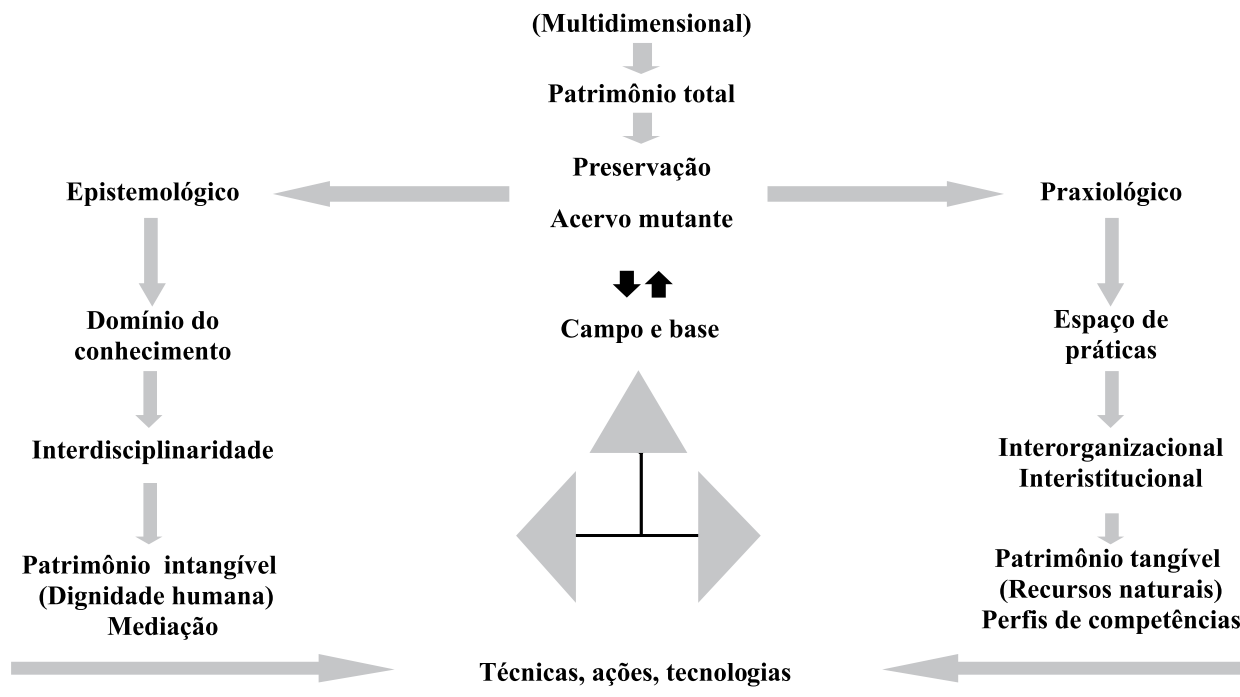 (Multidimensional)
Patrimônio total
Preservação
Acervo mutante
Campo e base
Epistemológico
Domínio do
conhecimento
Interdisciplinaridade
Patrimônio intangível
(Dignidade humana)
Mediação
Praxiológico
Espaço de
práticas
Interorganizacional
Interistitucional
Patrimônio tangível
(Recursos naturais)
Perfis de competências
Técnicas, ações, tecnologias